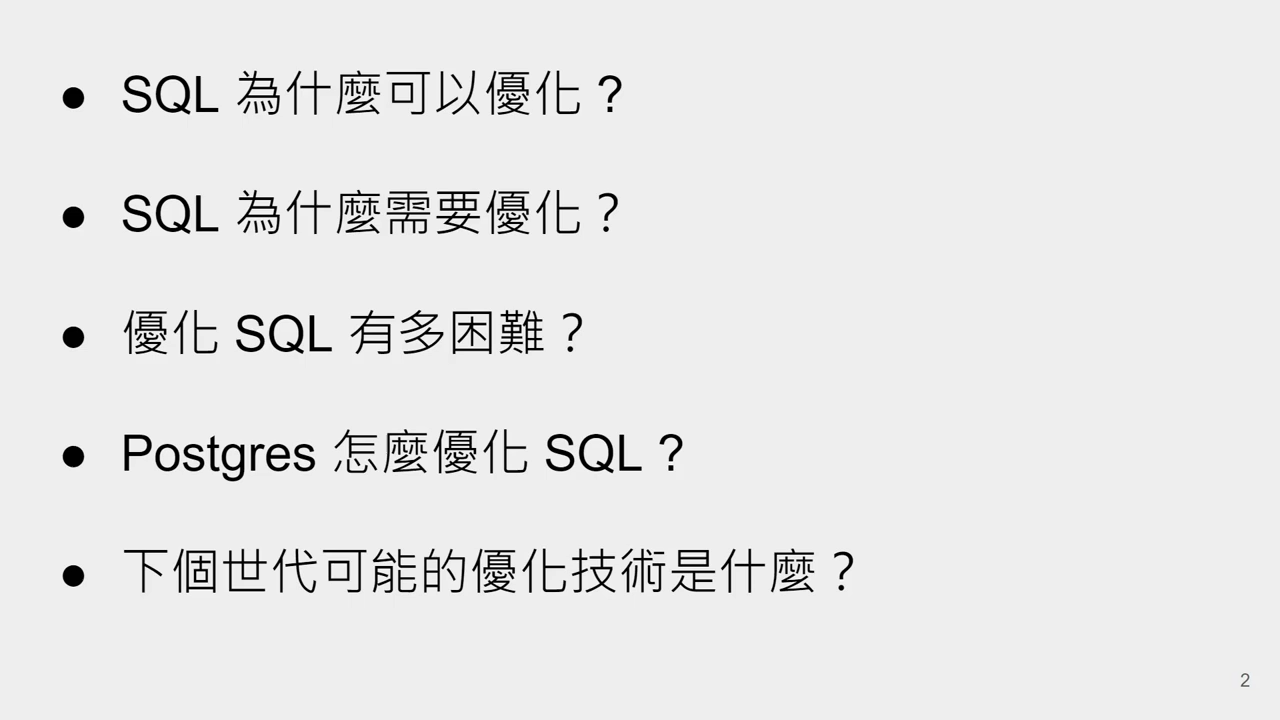 ● SQL 為什麼可以優化?
● SQL 為什麼需要優化？
● 優化 SQL 有多困難？
● Postgres 怎麼優化 SQL?
● 下個世代可能的優化技術是什麼？
2